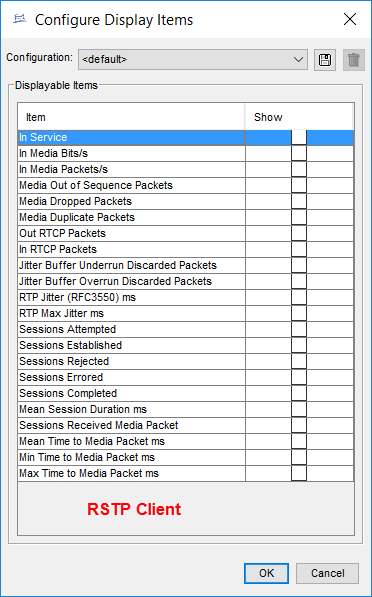 Configure Display Items
Configuration: <default>
Displayable Items
Item Show
In Service
In Media Bits/s
In Media Packets/s
Media Out of Sequence Packets
Media Dropped Packets
Media Duplicate Packets
Out RTCP Packets
In RTCP Packets
Jitter Buffer Underrun Discarded Packets
Jitter Buffer Overrun Discarded Packets
RTP Jitter (RFC3550) ms
RTP Max Jitter ms
Sessions Attempted
Sessions Established
Sessions Rejected
Sessions Errored
Sessions Completed
Mean Session Duration ms
Sessions Received Media Packet
Mean Time to Media Packet ms
Min Time to Media Packet ms
Max Time to Media Packet ms
RSTP Client
OK Cancel